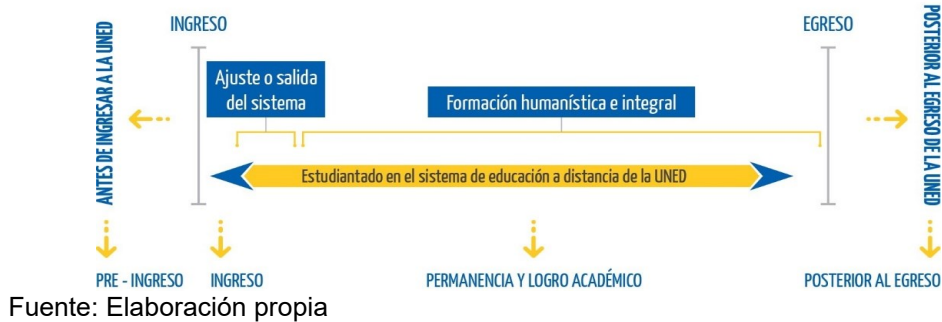 INGRESO
EGRESO
ANTES DE INGRESAR A LA UNED
POSTERIOR AL EGRESO DE LA UNED
Ajuste o salida
del sistema
Formación humanística e integral
Estudiantado en el sistema de educación a distancia de la UNED
PRE - INGRESO
INGRESO
PERMANENCIA Y LOGRO ACADÉMICO
POSTERIOR AL EGRESO
Fuente: Elaboración propia